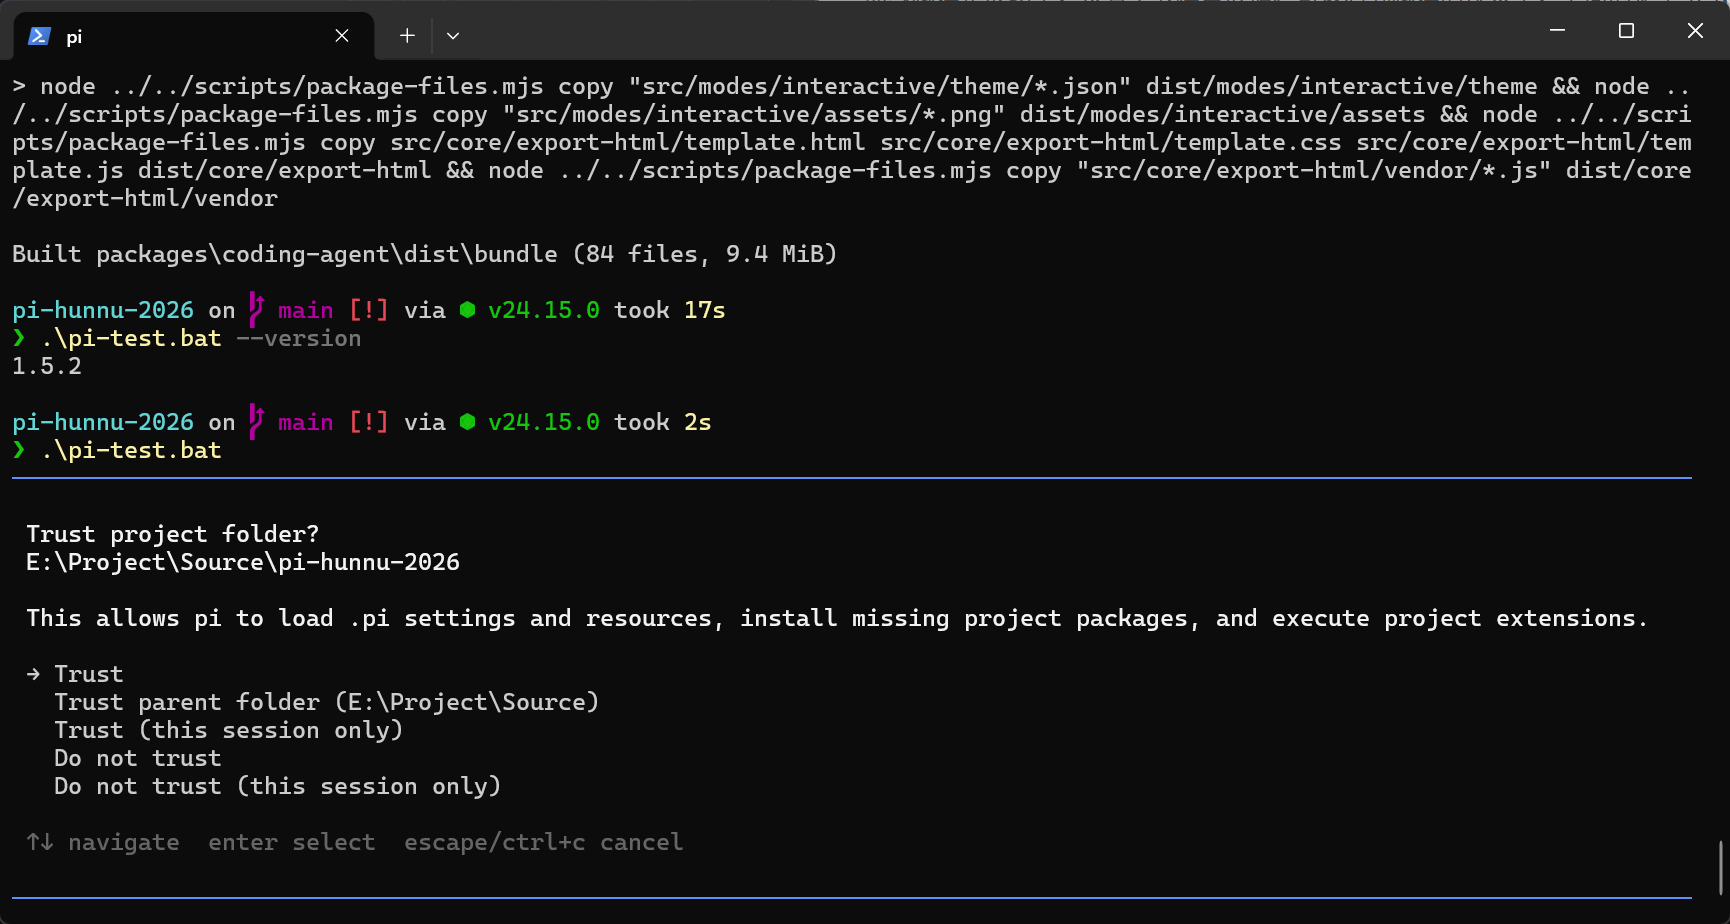 pi
> node ../../scripts/package-files.mjs copy "src/modes/interactive/theme/*.json" dist/modes/interactive/theme && node ..
/../scripts/package-files.mjs copy "src/modes/interactive/assets/*.png" dist/modes/interactive/assets && node ../../scri
pts/package-files.mjs copy src/core/export-html/template.html src/core/export-html/template.css src/core/export-html/tem
plate.js dist/core/export-html && node ../../scripts/package-files.mjs copy "src/core/export-html/vendor/*.js" dist/core
/export-html/vendor
Built packages\coding-agent\dist\bundle (84 files, 9.4 MiB)
pi-hunnu-2026 on main [!] via ⬢ v24.15.0 took 17s
❯ .\pi-test.bat --version
1.5.2
pi-hunnu-2026 on main [!] via ⬢ v24.15.0 took 2s
❯ .\pi-test.bat
Trust project folder?
E:\Project\Source\pi-hunnu-2026
This allows pi to load .pi settings and resources, install missing project packages, and execute project extensions.
→ Trust
Trust parent folder (E:\Project\Source)
Trust (this session only)
Do not trust
Do not trust (this session only)
↑↓ navigate  enter select  escape/ctrl+c cancel